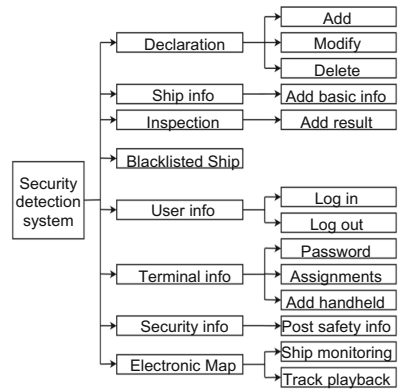 Security
detection
system
Declaration
Add
Modify
Delete
Ship info
Add basic info
Inspection
Add result
Blacklisted Ship
User info
Log in
Log out
Terminal info
Password
Assignments
Add handheld
Security info
Post safety info
Electronic Map
Ship monitoring
Track playback